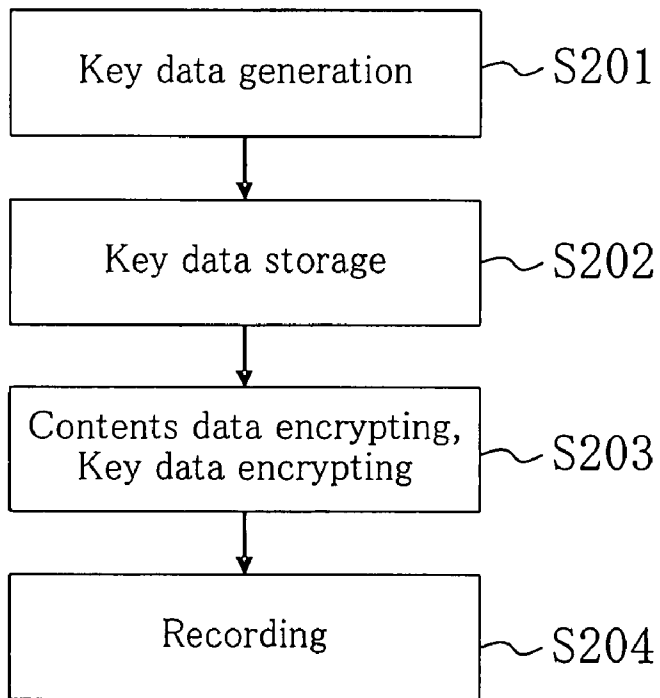 Key data generation
S201
Key data storage
S202
Contents data encrypting,
Key data encrypting
S203
Recording
S204